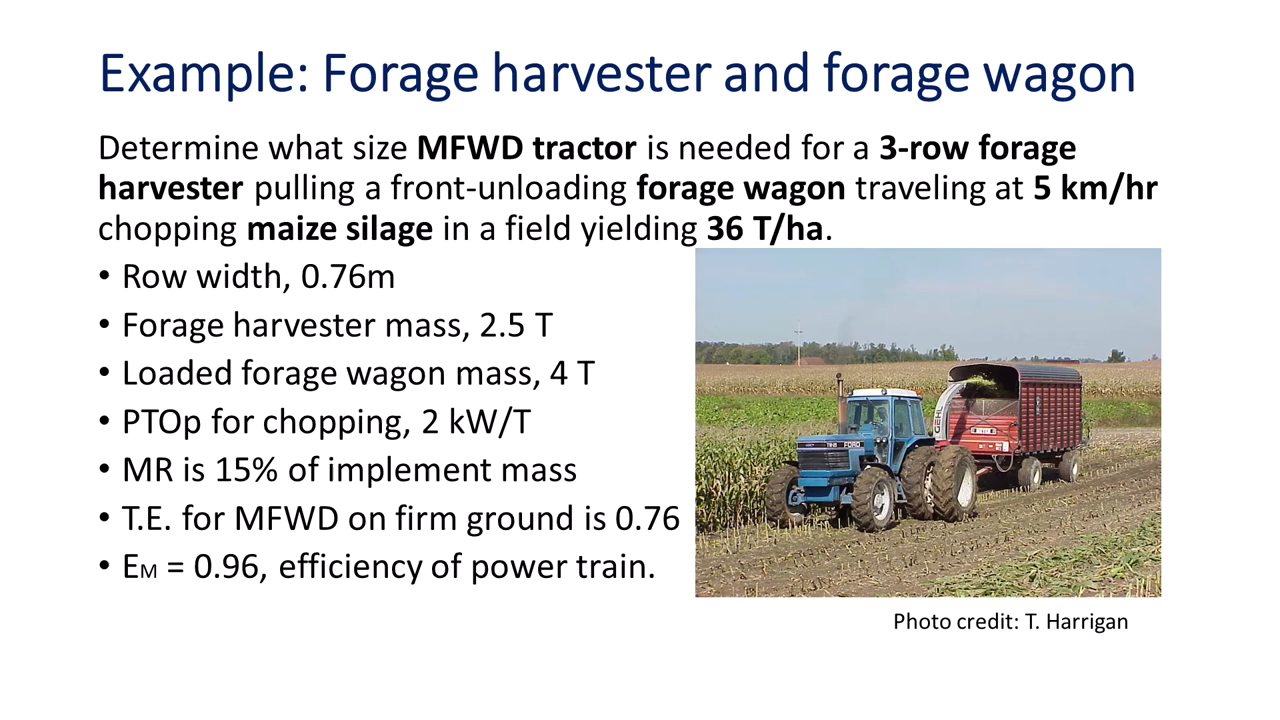 Example: Forage harvester and forage wagon
Determine what size MFWD tractor is needed for a 3-row forage
harvester pulling a front-unloading forage wagon traveling at 5 km/hr
chopping maize silage in a field yielding 36 T/ha.
• Row width, 0.76m
• Forage harvester mass, 2.5 T
• Loaded forage wagon mass, 4 T
• PTOp for chopping, 2 kW/T
• MR is 15% of implement mass
• T.E. for MFWD on firm ground is 0.76
• EM = 0.96, efficiency of power train.
GEHL
FORD
Photo credit: T. Harrigan